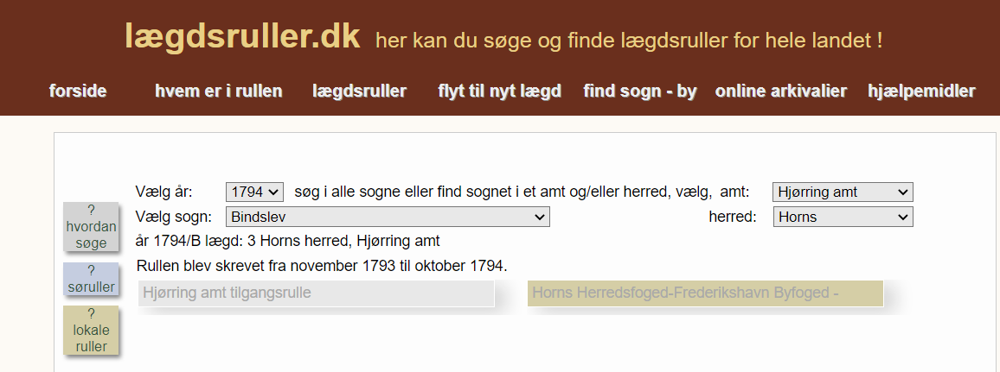 lægdsruller.dk her kan du søge og finde lægdsruller for hele landet !
forside hvem er i rullen lægdsruller flyt til nyt lægd find sogn - by online arkivalier hjælpemidler
Vælg år: 1794 søg i alle sogne eller find sognet i et amt og/eller herred, vælg, amt: Hjørring amt
Vælg sogn: Bindslev herred: Horns
år 1794/B lægd: 3 Horns herred, Hjørring amt
Rullen blev skrevet fra november 1793 til oktober 1794.
Hjørring amt tilgangsrulle Horns Herredsfoged-Frederikshavn Byfoged -
?
hvordan
søge
?
søruller
?
lokale
ruller